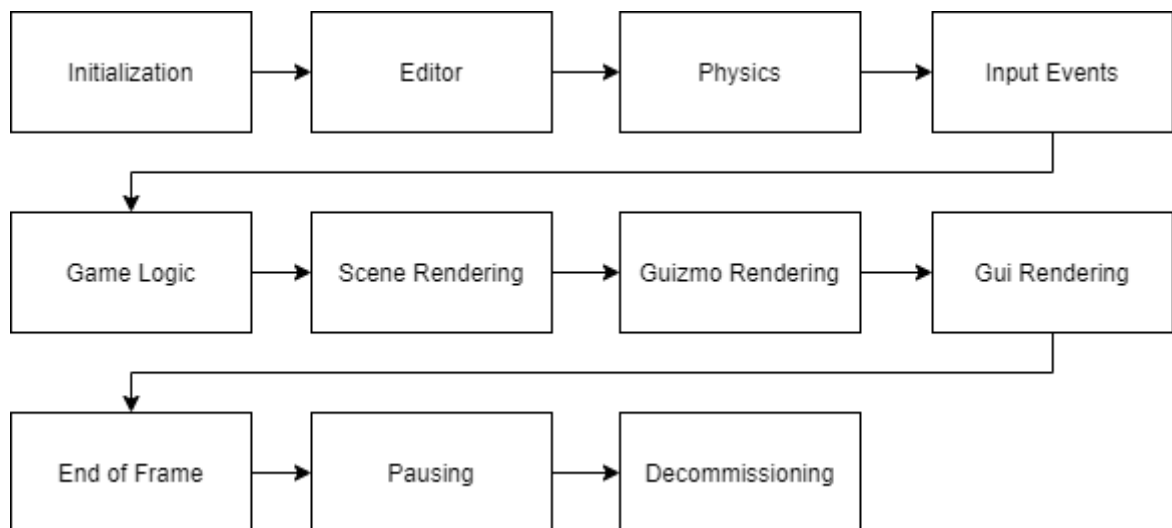 Initialization
Editor
Physics
Input Events
Game Logic
Scene Rendering
Guizmo Rendering
Gui Rendering
End of Frame
Pausing
Decommissioning